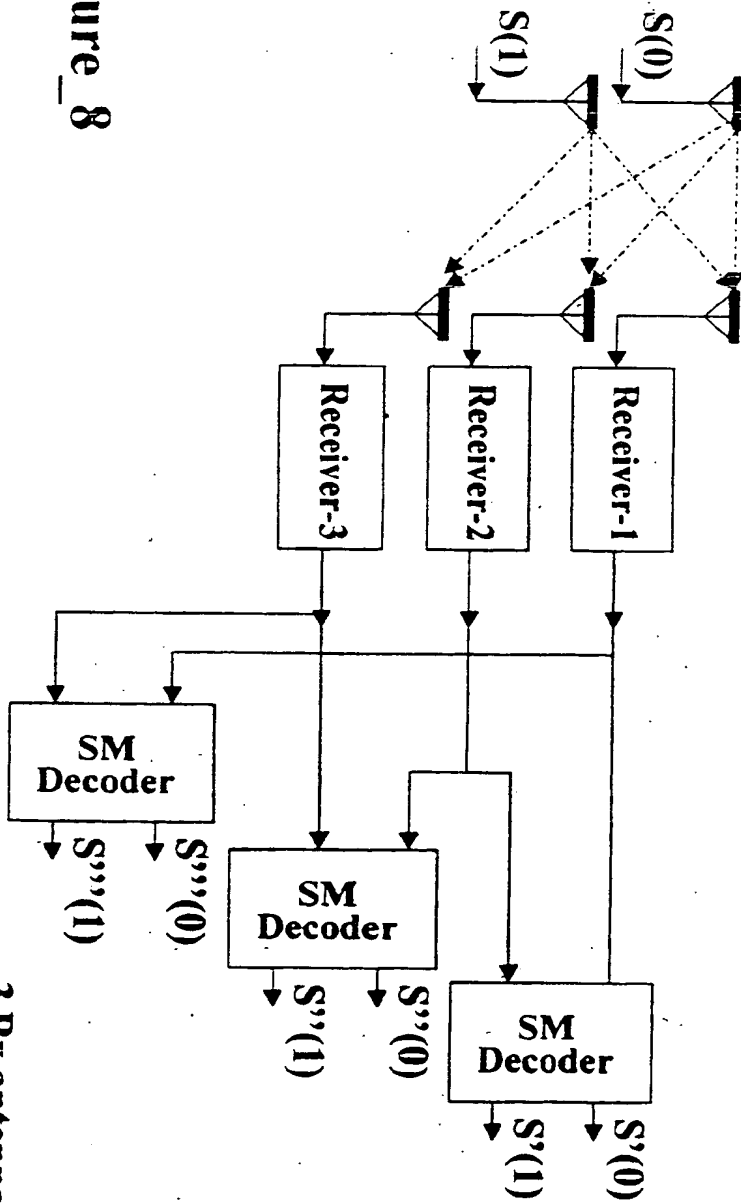 S(0)
S(1)
Receiver-1
Receiver-2
Receiver-3
SM
Decoder
S'(0)
S'(1)
SM
Decoder
S''(0)
S''(1)
SM
Decoder
S'''(0)
S'''(1)
ure_8